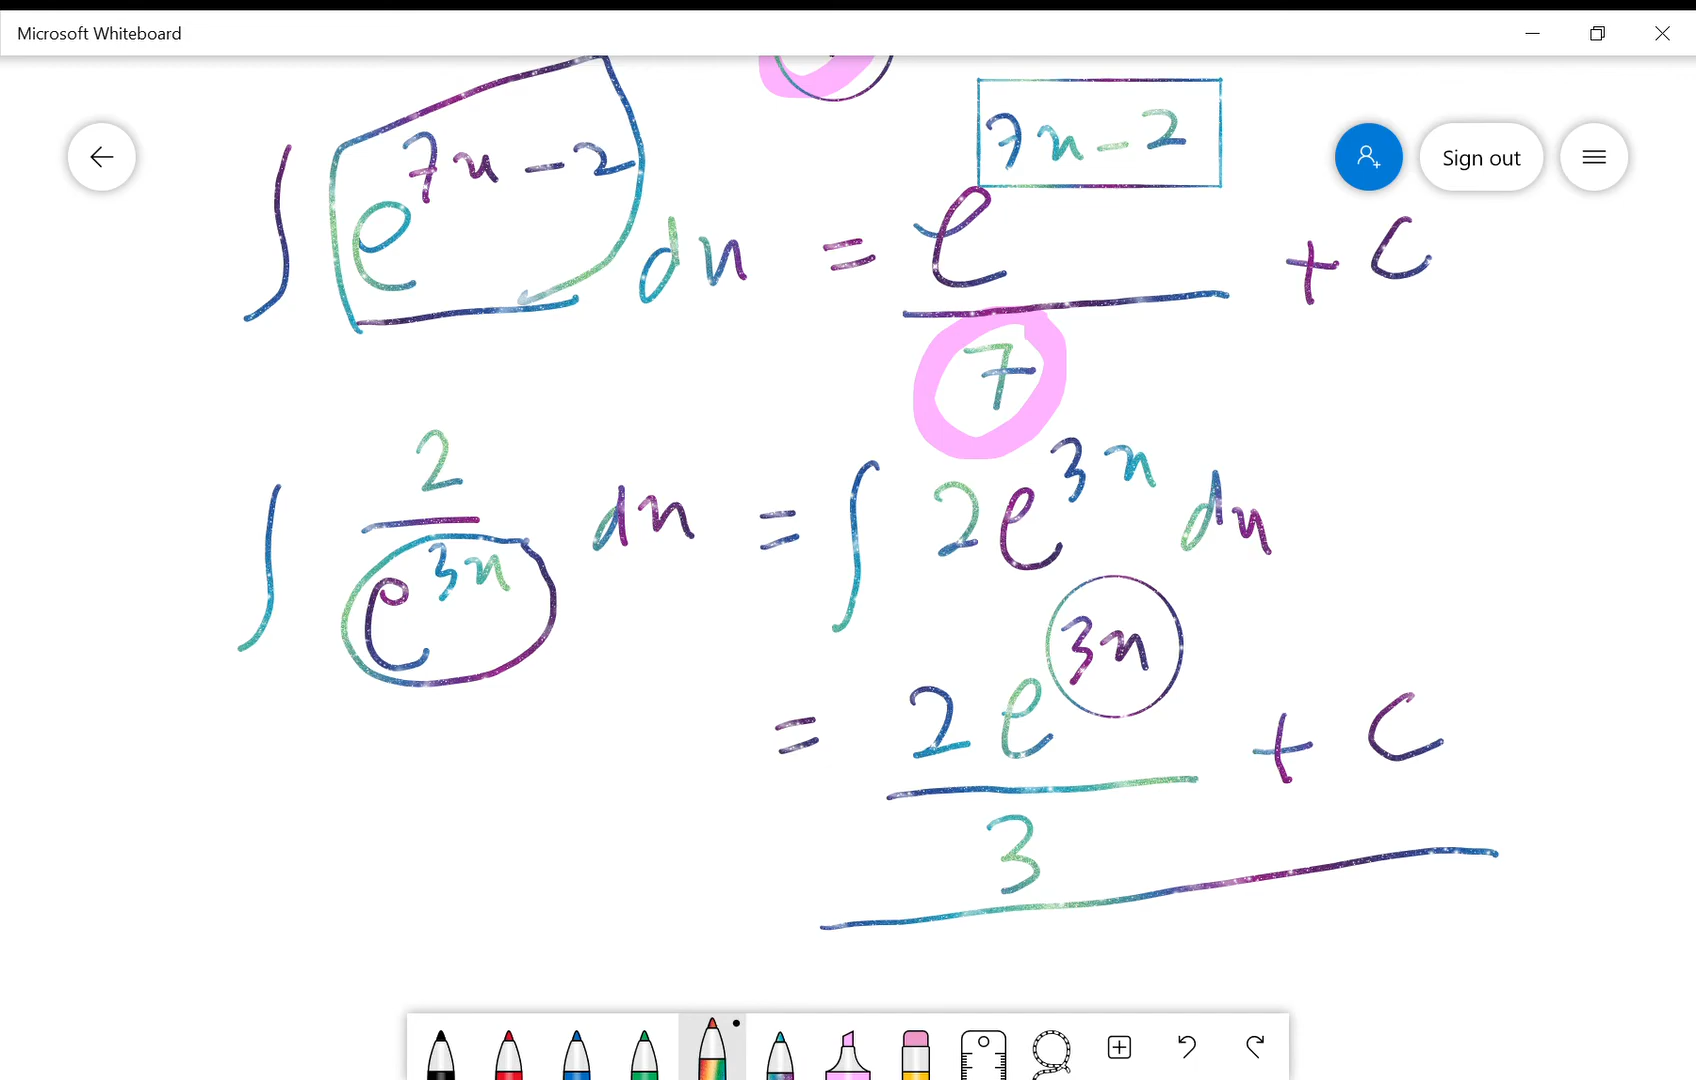 Microsoft Whiteboard
Sign out
∫ e^(7x-2) dx = e^(7x-2)/7 + c
∫ 2/e^(3x) dx = ∫ 2e^(3x) dx
= 2e^(3x)/3 + c